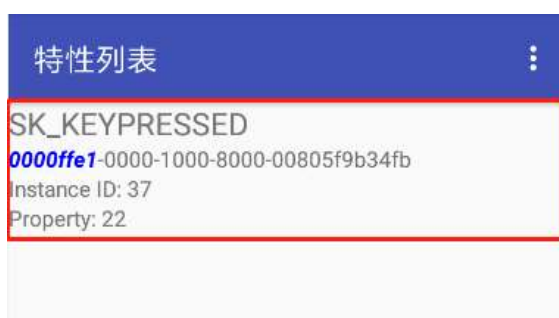 特性列表
SK_KEYPRESSED
0000ffe1-0000-1000-8000-00805f9b34fb
Instance ID: 37
Property: 22